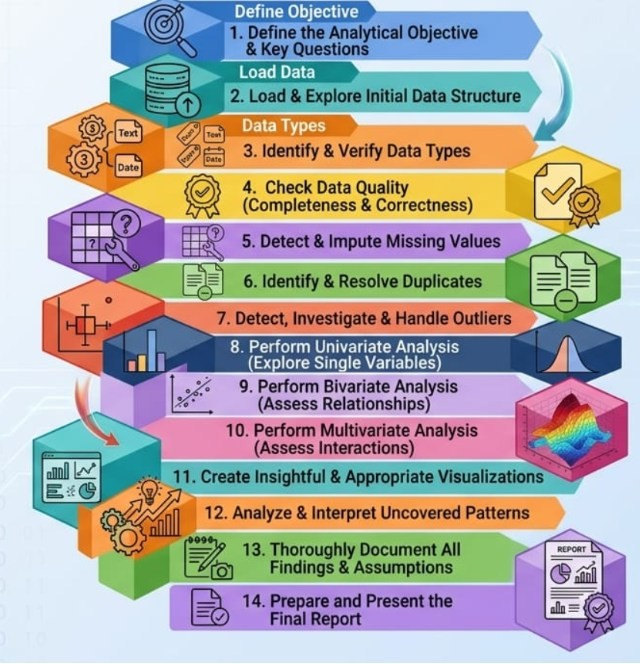 Define Objective
1. Define the Analytical Objective
& Key Questions
Load Data
2. Load & Explore Initial Data Structure
Data Types
$
Text
3
Date
Text
Date
3. Identify & Verify Data Types
4. Check Data Quality
(Completeness & Correctness)
?
?
5. Detect & Impute Missing Values
6. Identify & Resolve Duplicates
7. Detect, Investigate & Handle Outliers
8. Perform Univariate Analysis
(Explore Single Variables)
9. Perform Bivariate Analysis
(Assess Relationships)
10. Perform Multivariate Analysis
(Assess Interactions)
11. Create Insightful & Appropriate Visualizations
12. Analyze & Interpret Uncovered Patterns
13. Thoroughly Document All
Findings & Assumptions
REPORT
14. Prepare and Present the
Final Report